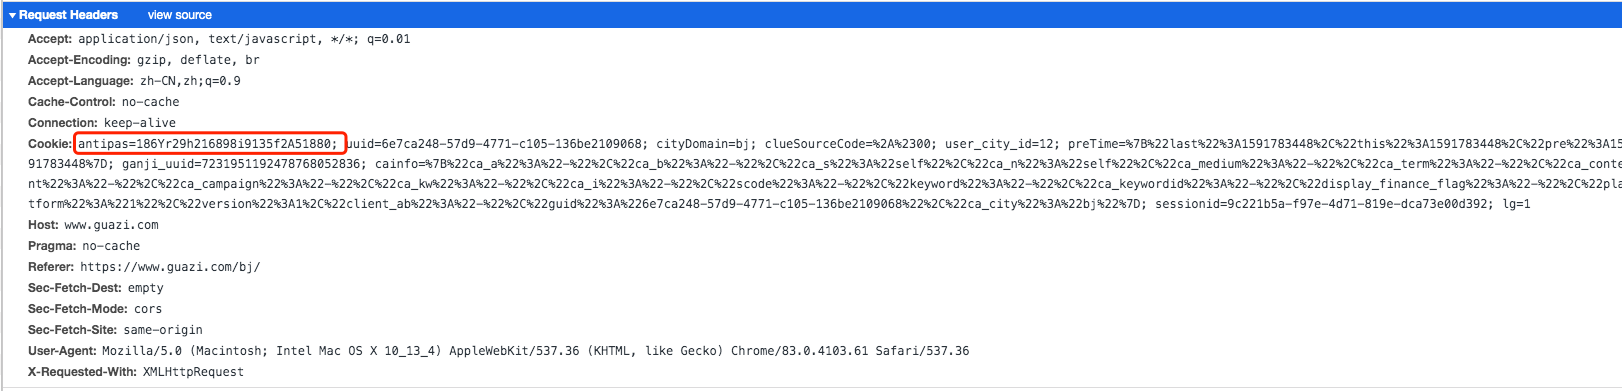 Request Headers view source
Accept: application/json, text/javascript, */*; q=0.01
Accept-Encoding: gzip, deflate, br
Accept-Language: zh-CN,zh;q=0.9
Cache-Control: no-cache
Connection: keep-alive
Cookie: antipas=186Yr29h216898i9135f2A51880; uuid=6e7ca248-57d9-4771-c105-136be2109068; cityDomain=bj; clueSourceCode=%2A%2300; user_city_id=12; preTime=%7B%22last%22%3A1591783448%2C%22this%22%3A1591783448%2C%22pre%22%3A15
91783448%7D; ganji_uuid=7231951192478768052836; cainfo=%7B%22ca_a%22%3A%22-%22%2C%22ca_b%22%3A%22-%22%2C%22ca_s%22%3A%22self%22%2C%22ca_n%22%3A%22self%22%2C%22ca_medium%22%3A%22-%22%2C%22ca_term%22%3A%22-%22%2C%22ca_conte
nt%22%3A%22-%22%2C%22ca_campaign%22%3A%22-%22%2C%22ca_kw%22%3A%22-%22%2C%22ca_i%22%3A%22-%22%2C%22scode%22%3A%22-%22%2C%22keyword%22%3A%22-%22%2C%22ca_keywordid%22%3A%22-%22%2C%22display_finance_flag%22%3A%22-%22%2C%22pla
tform%22%3A%221%22%2C%22version%22%3A1%2C%22client_ab%22%3A%22-%22%2C%22guid%22%3A%226e7ca248-57d9-4771-c105-136be2109068%22%2C%22ca_city%22%3A%22bj%22%7D; sessionid=9c221b5a-f97e-4d71-819e-dca73e00d392; lg=1
Host: www.guazi.com
Pragma: no-cache
Referer: https://www.guazi.com/bj/
Sec-Fetch-Dest: empty
Sec-Fetch-Mode: cors
Sec-Fetch-Site: same-origin
User-Agent: Mozilla/5.0 (Macintosh; Intel Mac OS X 10_13_4) AppleWebKit/537.36 (KHTML, like Gecko) Chrome/83.0.4103.61 Safari/537.36
X-Requested-With: XMLHttpRequest